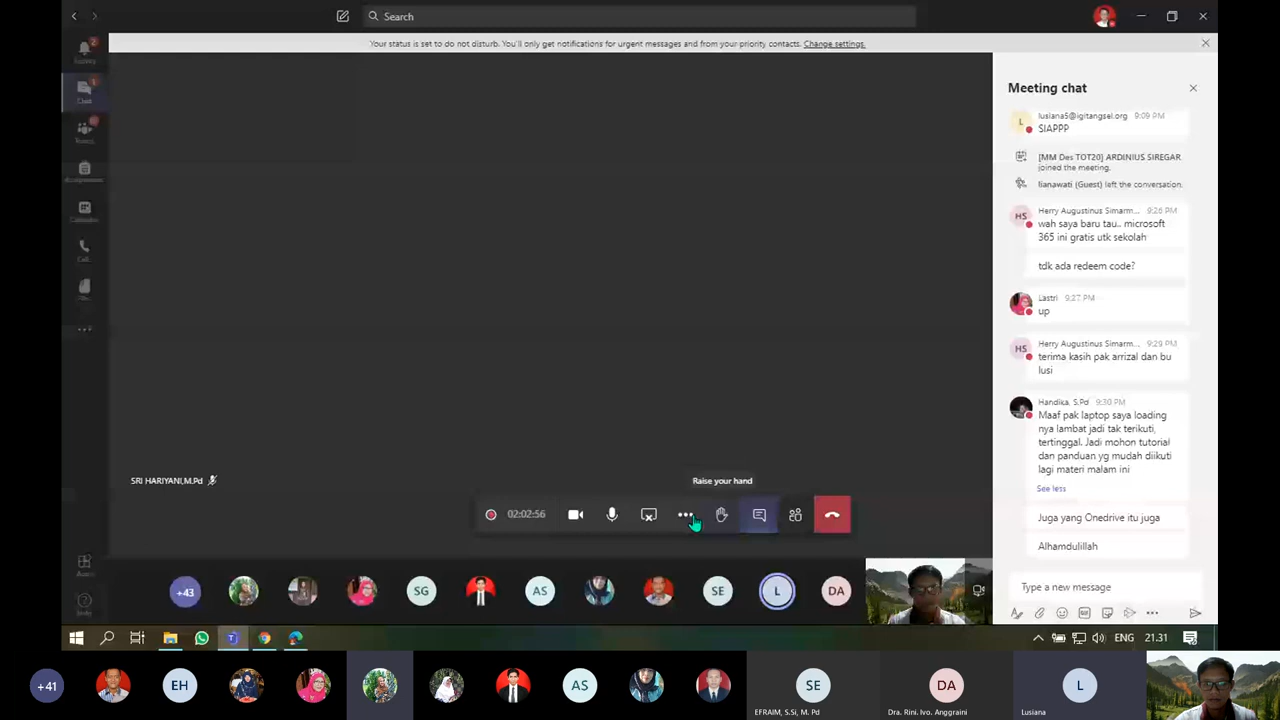 Search
Your status is set to do not disturb. You'll only get notifications for urgent messages and from your priority contacts. Change settings.
Chat
Meeting chat
lusiana5@igitangsel.org 9:09 PM
L
SIAPPP
[MM Des TOT20] ARDINIUS SIREGAR
joined the meeting.
lianawati (Guest) left the conversation.
Herry Augustinus Simarm... 9:26 PM
HS
wah saya baru tau.. microsoft
365 ini gratis utk sekolah
tdk ada redeem code?
Lastri 9:27 PM
up
Herry Augustinus Simarm... 9:29 PM
HS
terima kasih pak arrizal dan bu
lusi
Handika, S.Pd 9:30 PM
Maaf pak laptop saya loading
nya lambat jadi tak terikuti,
tertinggal. Jadi mohon tutorial
dan panduan yg mudah diikuti
lagi materi malam ini
See less
Juga yang Onedrive itu juga
Alhamdulillah
Type a new message
SRI HARIYANI,M.Pd
Raise your hand
02:02:56
+43 SG AS SE L DA
ENG 21.31
+41 EH AS SE DA L
EFRAIM, S.Si, M. Pd Dra. Rini. Ivo. Anggraini Lusiana